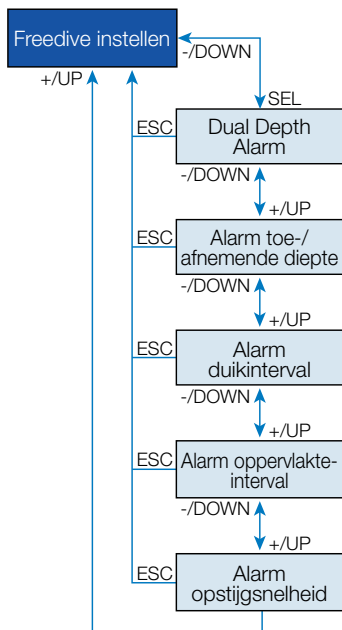 Freedive instellen
-/DOWN
+/UP
SEL
ESC
Dual Depth
Alarm
-/DOWN
+/UP
ESC
Alarm toe-/
afnemende diepte
-/DOWN
+/UP
ESC
Alarm
duikinterval
-/DOWN
+/UP
ESC
Alarm oppervlakte-
interval
-/DOWN
+/UP
ESC
Alarm
opstijgsnelheid